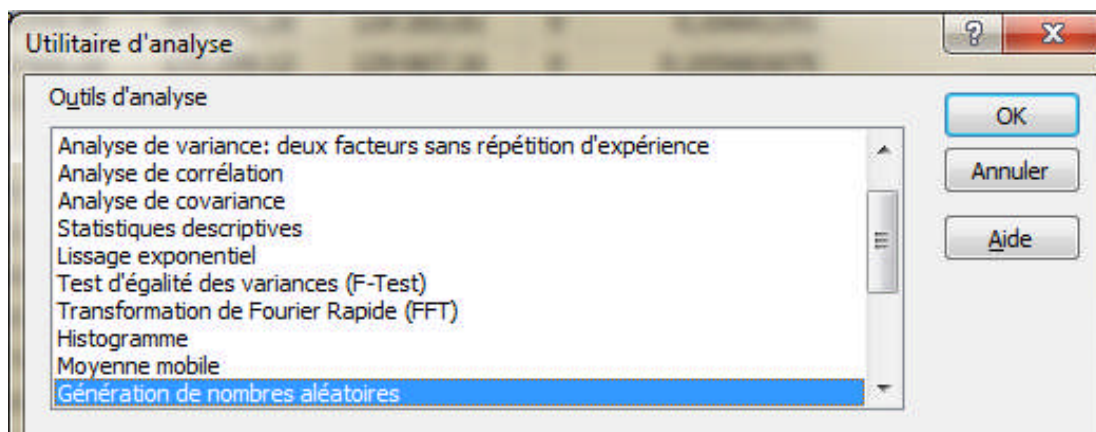 Utilitaire d'analyse
Outils d'analyse
Analyse de variance: deux facteurs sans répétition d'expérience
Analyse de corrélation
Analyse de covariance
Statistiques descriptives
Lissage exponentiel
Test d'égalité des variances (F-Test)
Transformation de Fourier Rapide (FFT)
Histogramme
Moyenne mobile
Génération de nombres aléatoires
OK
Annuler
Aide